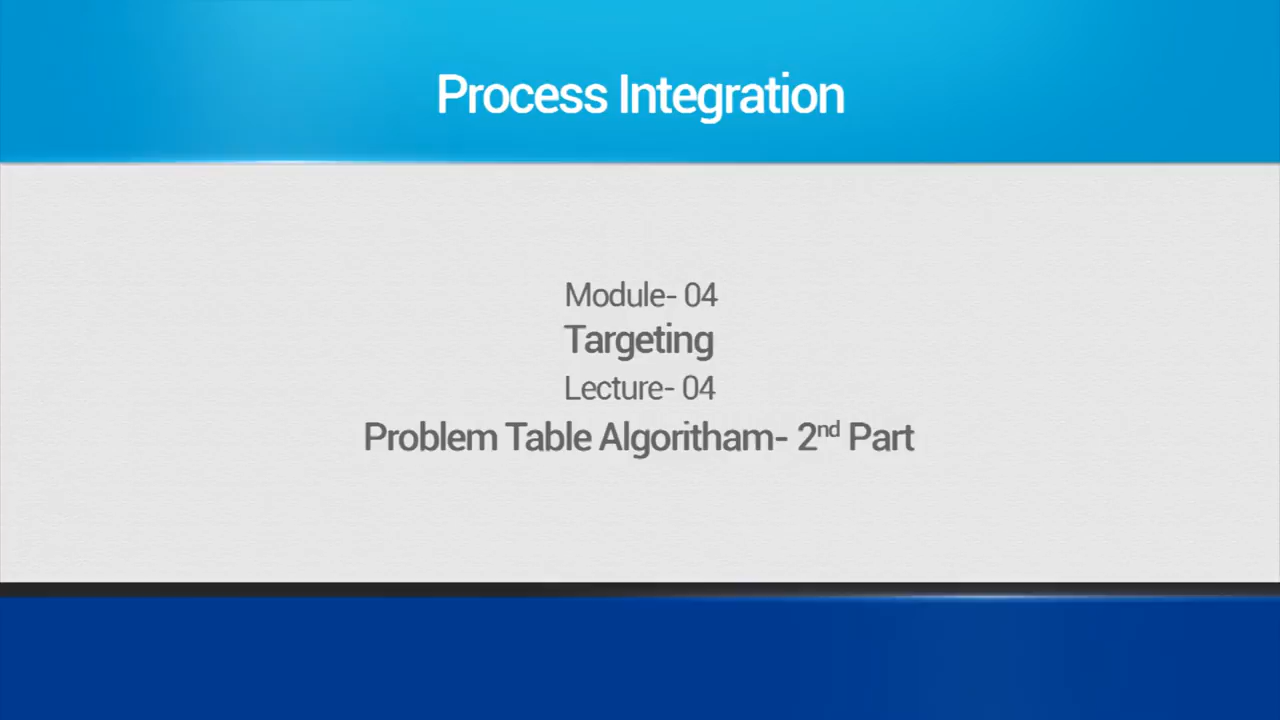 Process Integration
Module- 04
Targeting
Lecture- 04
Problem Table Algoritham- 2nd Part